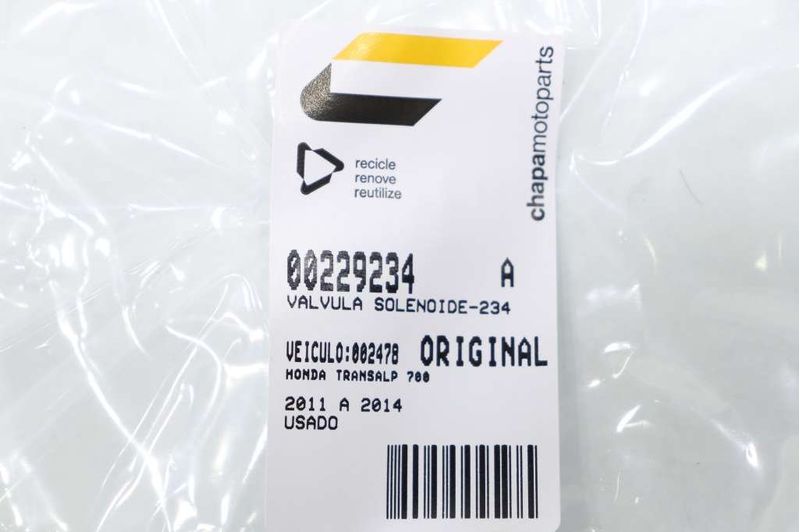 chapamotoparts
recicle
renove
reutilize
00229234 A
VALVULA SOLENOIDE-234
VEICULO:002478 ORIGINAL
HONDA TRANSALP 700
2011 A 2014
USADO